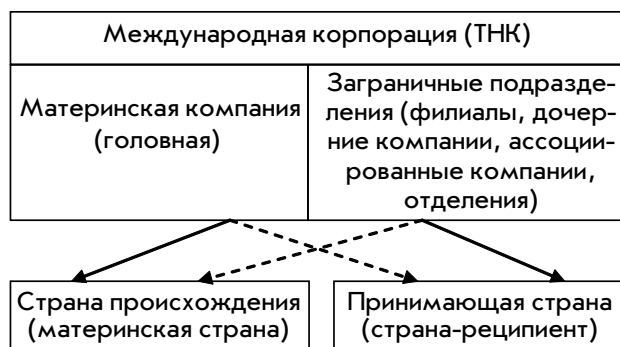 Международная корпорация (ТНК)
Материнская компания
(головная)
Заграничные подразде-
ления (филиалы, дочер-
ние компании, ассоции-
рованные компании,
отделения)
Страна происхождения
(материнская страна)
Принимающая страна
(страна-реципиент)